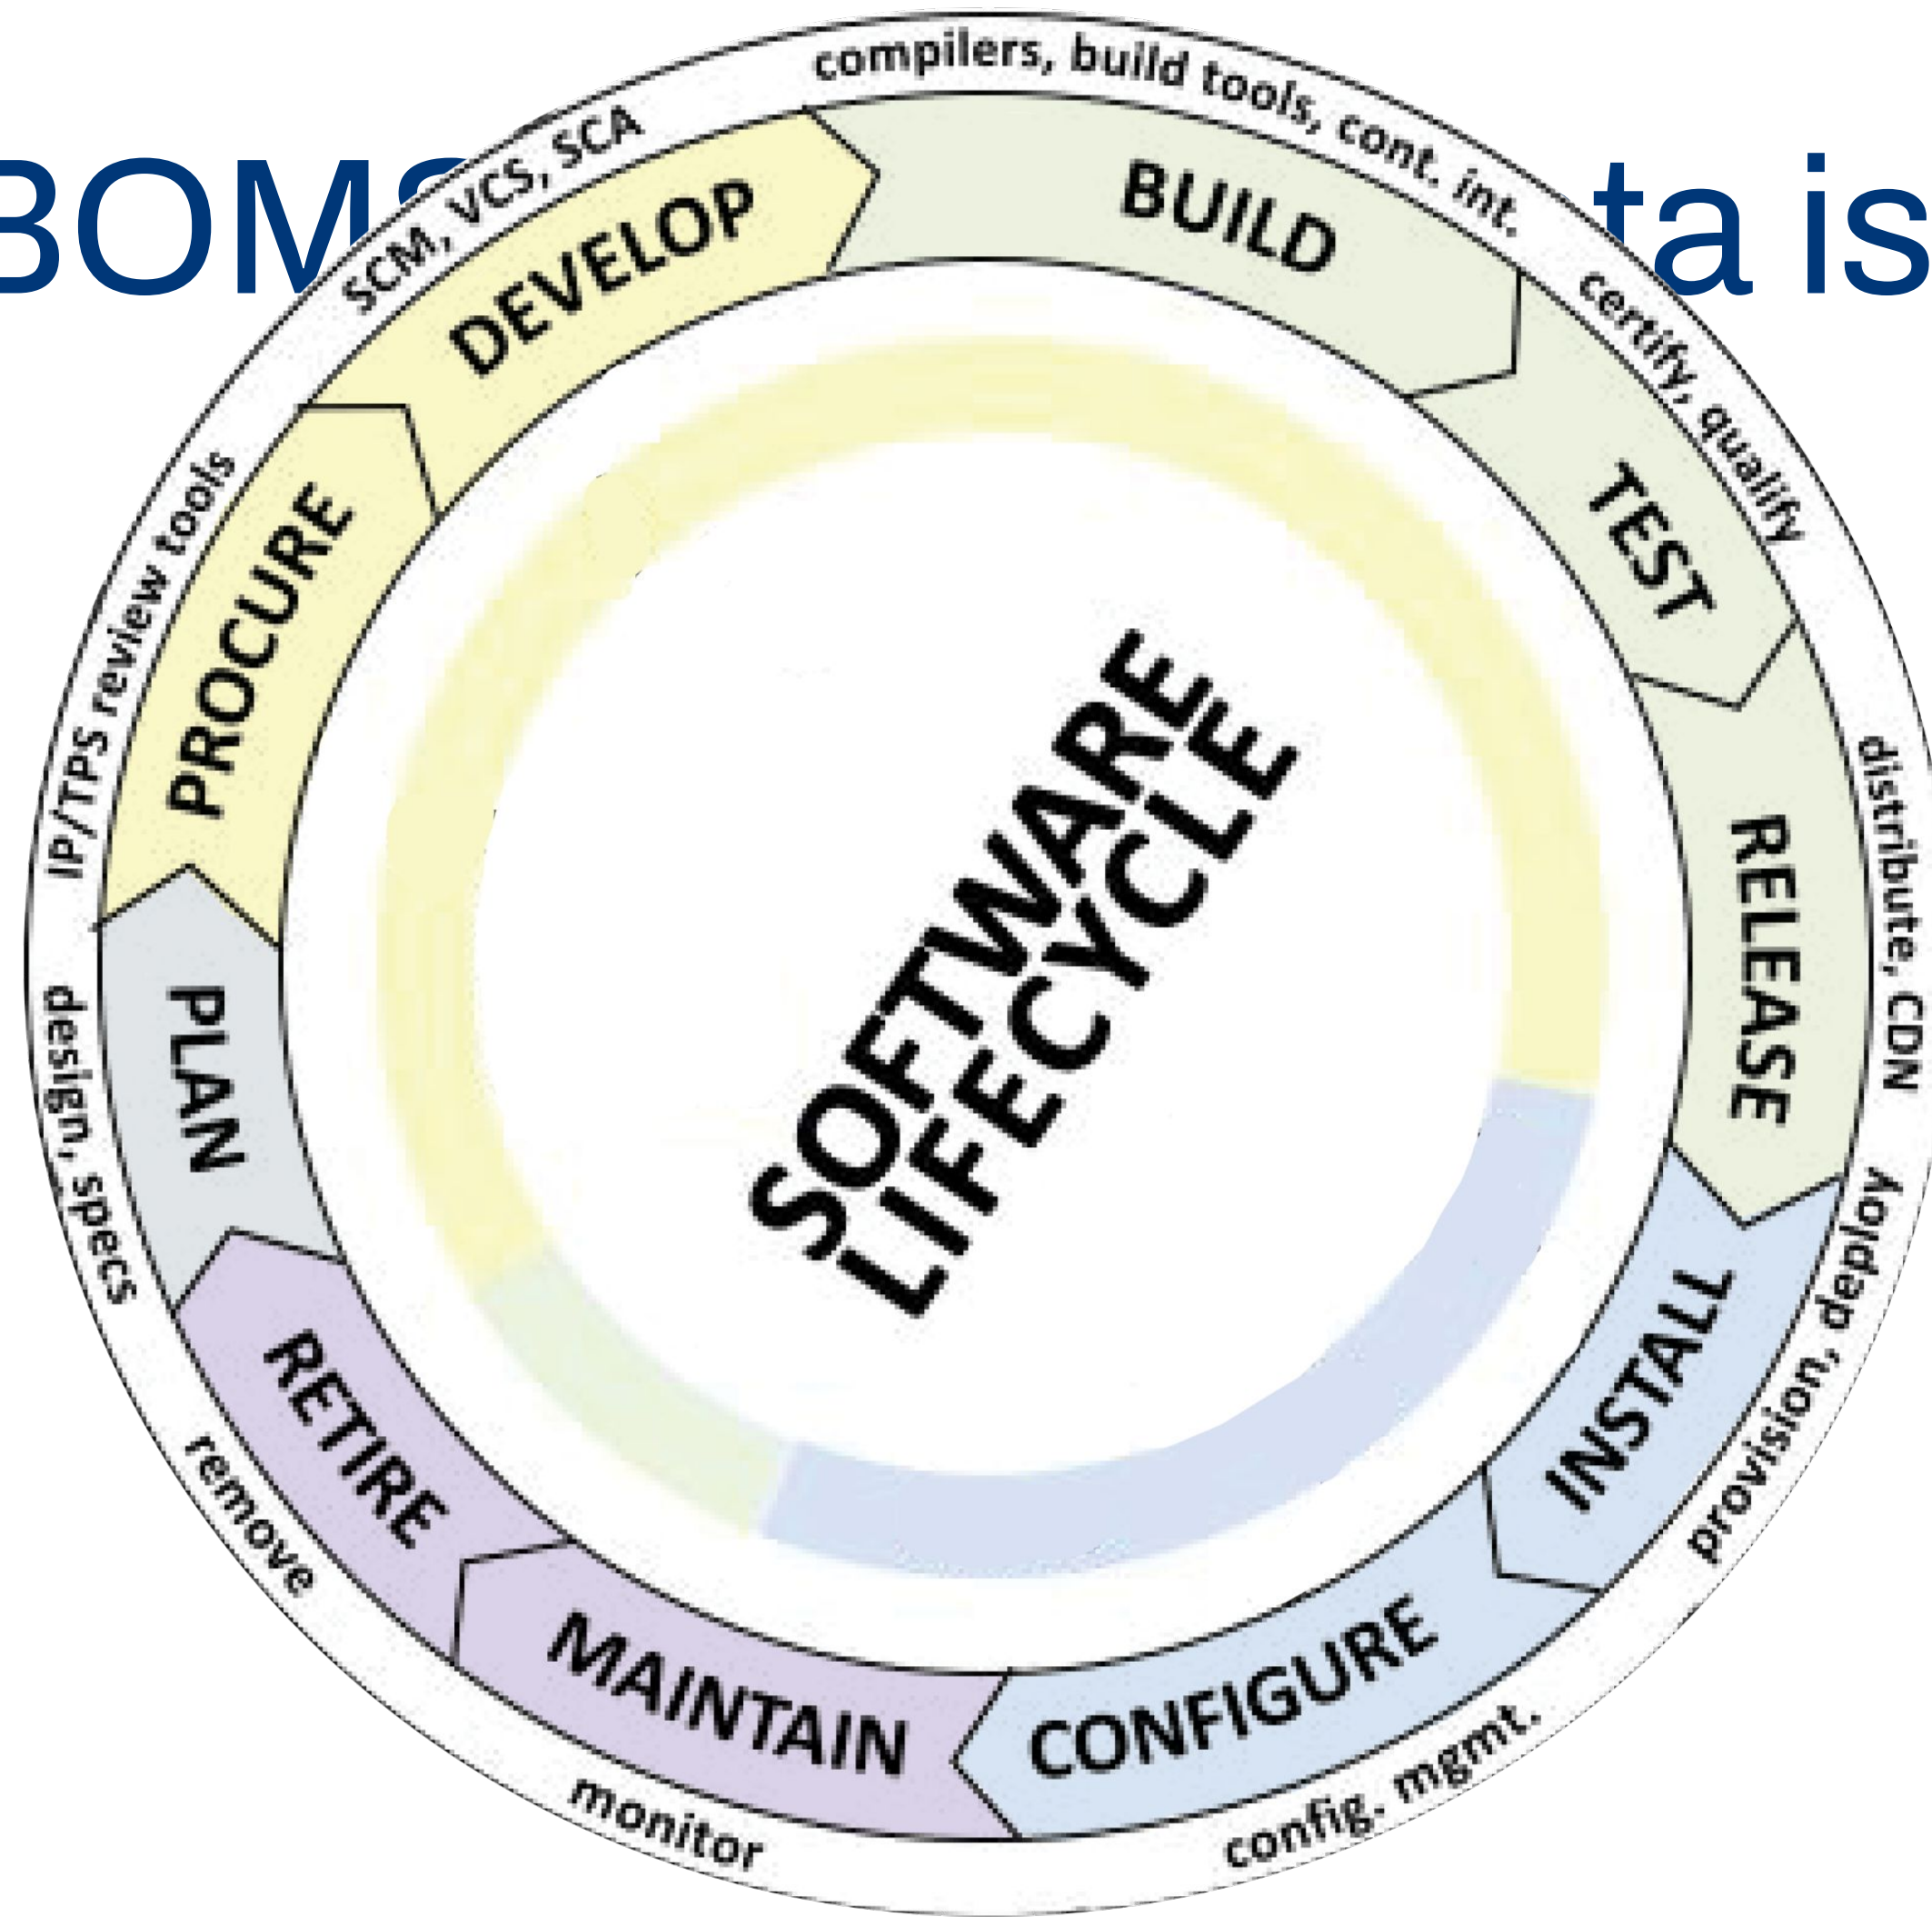 BOMS
ta is
compilers, build tools, cont. int.
certify, qualify
distribute, CDN
provision, deploy
config. mgmt.
monitor
remove
design, specs
IP/TPS review tools
SCM, VCS, SCA
BUILD
TEST
RELEASE
INSTALL
CONFIGURE
MAINTAIN
RETIRE
PLAN
PROCURE
DEVELOP
SOFTWARE
LIFECYCLE